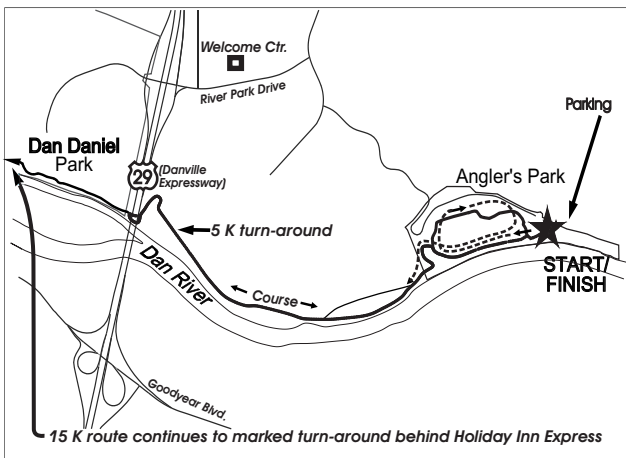 Welcome Ctr.
River Park Drive
Parking
Dan Daniel
Park
29
(Danville
Expressway)
Angler's Park
5 K turn-around
START/
FINISH
Dan River
Course
Goodyear Blvd.
15 K route continues to marked turn-around behind Holiday Inn Express